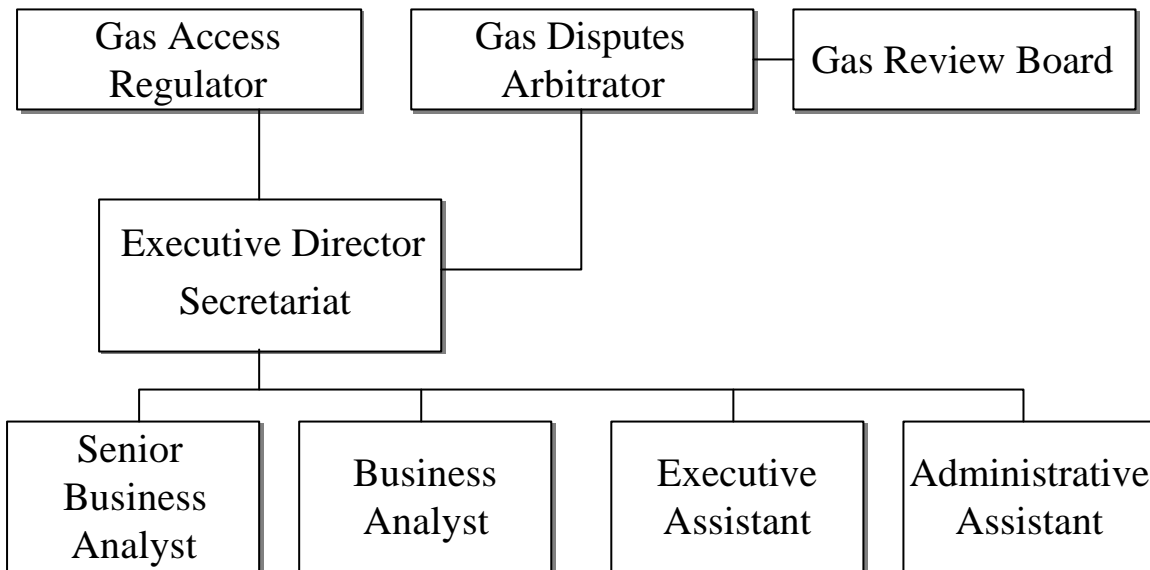 Gas Access
Regulator
Gas Disputes
Arbitrator
Gas Review Board
Executive Director
Secretariat
Senior
Business
Analyst
Business
Analyst
Executive
Assistant
Administrative
Assistant